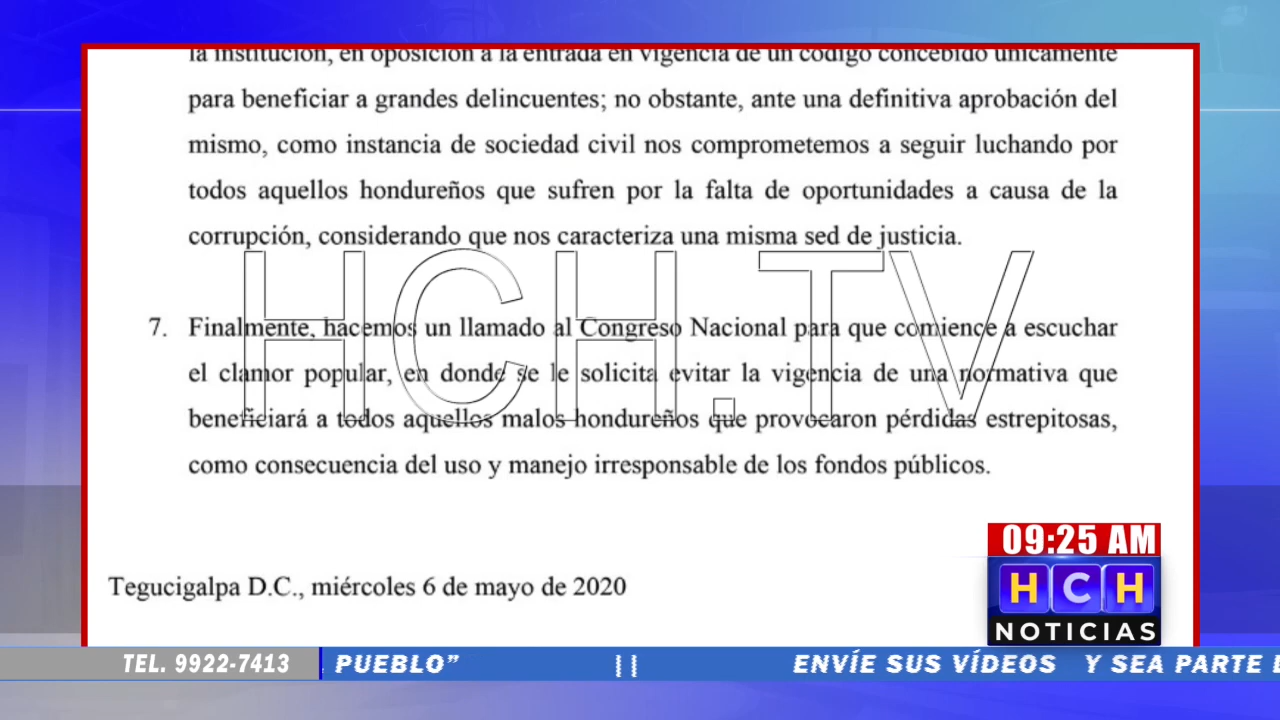 la institución, en oposición a la entrada en vigencia de un código concebido únicamente
para beneficiar a grandes delincuentes; no obstante, ante una definitiva aprobación del
mismo, como instancia de sociedad civil nos comprometemos a seguir luchando por
todos aquellos hondureños que sufren por la falta de oportunidades a causa de la
corrupción, considerando que nos caracteriza una misma sed de justicia.
HCH.TV
7. Finalmente, hacemos un llamado al Congreso Nacional para que comience a escuchar
el clamor popular, en donde se le solicita evitar la vigencia de una normativa que
beneficiará a todos aquellos malos hondureños que provocaron pérdidas estrepitosas,
como consecuencia del uso y manejo irresponsable de los fondos públicos.
Tegucigalpa D.C., miércoles 6 de mayo de 2020
09:25 AM
HCH
NOTICIAS
TEL. 9922-7413 PUEBLO” || ENVÍE SUS VÍDEOS Y SEA PARTE